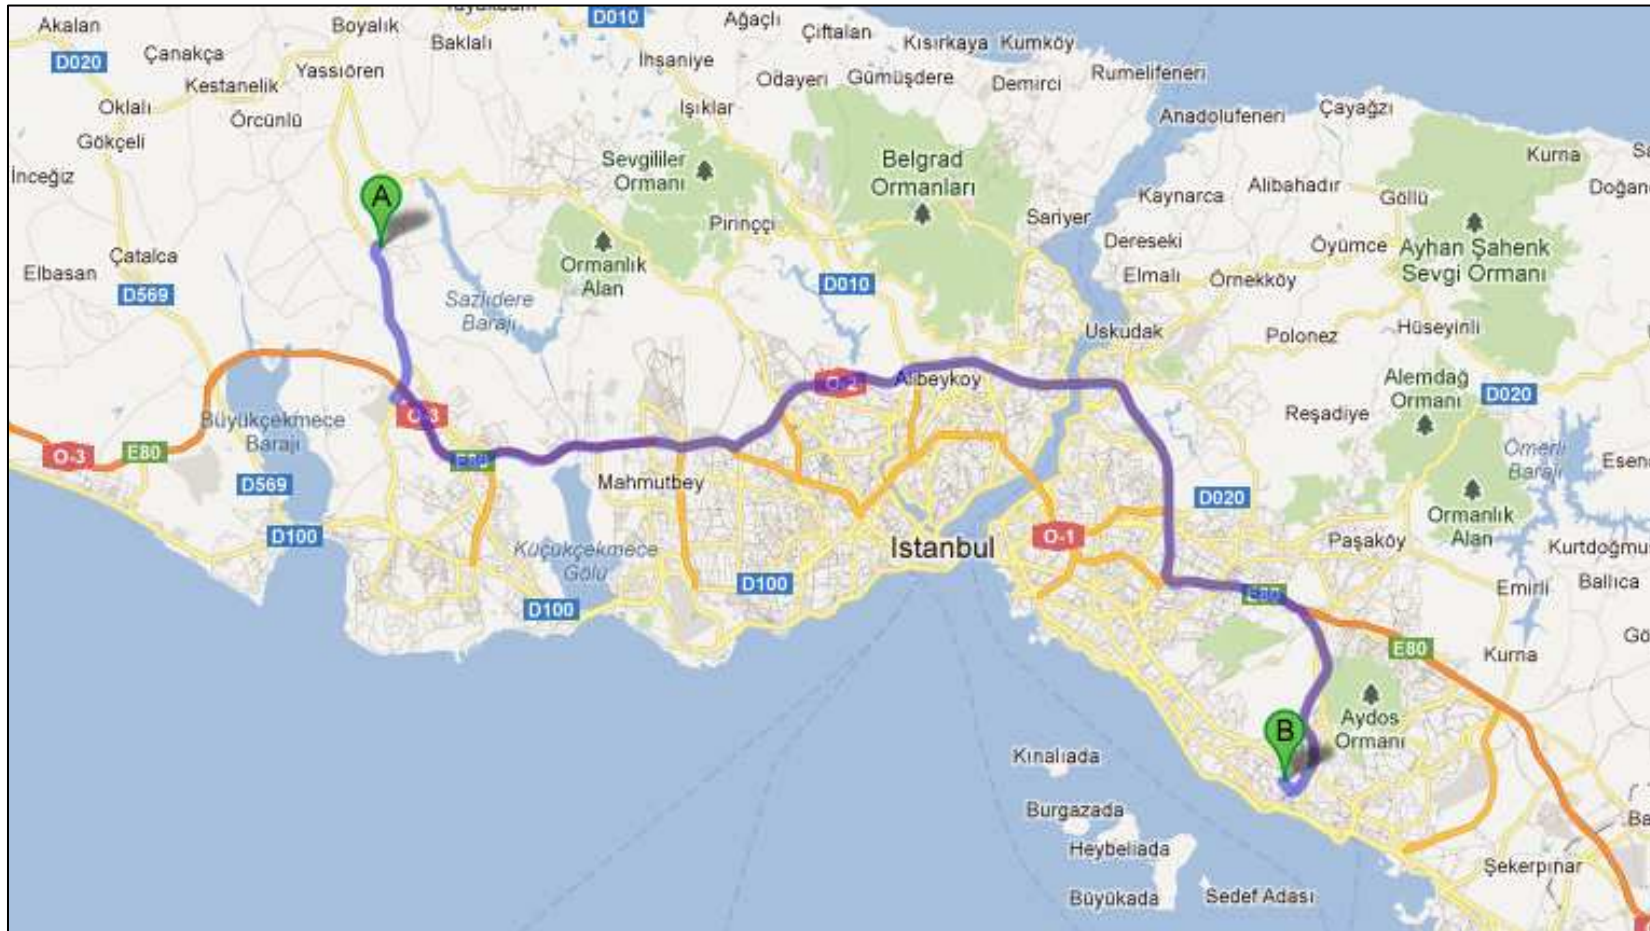 Akalan
Boyalık
D010
Ağaçlı
Çiftalan
Baklalı
Kısırkaya
Kumköy
Çanakça
D020
Yassıören
İhsaniye
Kestanelik
Odayeri
Gümüşdere
Demirci
Rumelifeneri
Oklalı
Örcünlü
Işıklar
Anadolufeneri
Çayağzı
Gökçeli
İnceğiz
Sevgililer
Ormanı
Belgrad
Ormanları
Kurna
A
Kaynarca
Alibahadır
Göllü
Pirinççi
Sarıyer
Dereseki
Öyümce
Ayhan Şahenk
Sevgi Ormanı
Çatalca
Elbasan
D569
Ormanlık
Alan
D010
Elmalı
Örnekköy
Sazlıdere
Barajı
Uskudak
Polonez
Hüseyinli
O-2
Alibeykoy
Alemdağ
Ormanı
D020
Büyükçekmece
Barajı
O-3
Reşadiye
O-3
E80
E80
Ömerli
Barajı
D569
Mahmutbey
D020
Ormanlık
Alan
D100
Küçükçekmece
Gölü
Istanbul
O-1
Paşaköy
D100
D100
Emirli
Ballıca
E80
E80
Kurna
B
Aydos
Ormanı
Kınalıada
Burgazada
Heybeliada
Büyükada
Sedef Adası
Şekerpınar